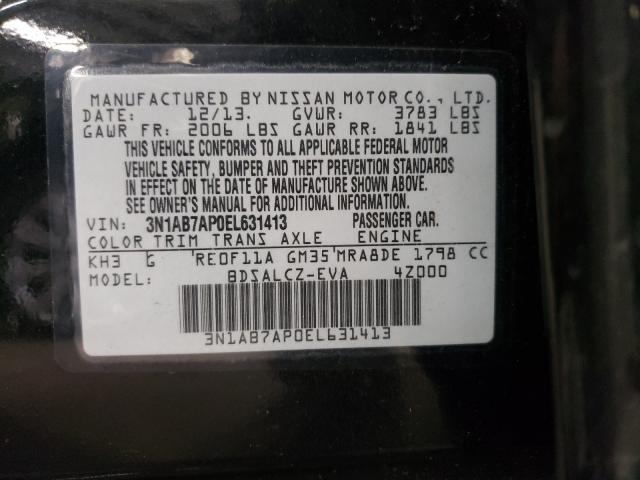 MANUFACTURED BY NISSAN MOTOR CO., LTD.
DATE: 12/13. GVWR: 3783 LBS
GAWR FR: 2006 LBS GAWR RR: 1841 LBS
THIS VEHICLE CONFORMS TO ALL APPLICABLE FEDERAL MOTOR
VEHICLE SAFETY, BUMPER AND THEFT PREVENTION STANDARDS
IN EFFECT ON THE DATE OF MANUFACTURE SHOWN ABOVE.
SEE OWNER'S MANUAL FOR ADDITIONAL INFORMATION.
VIN: 3N1AB7AP0EL631413 PASSENGER CAR.
COLOR TRIM TRANS AXLE ENGINE
KH3 G RE0F11A GM35 MRA8DE 1798 CC
MODEL: BDSALCZ-EVA 4Z000
3N1AB7AP0EL631413